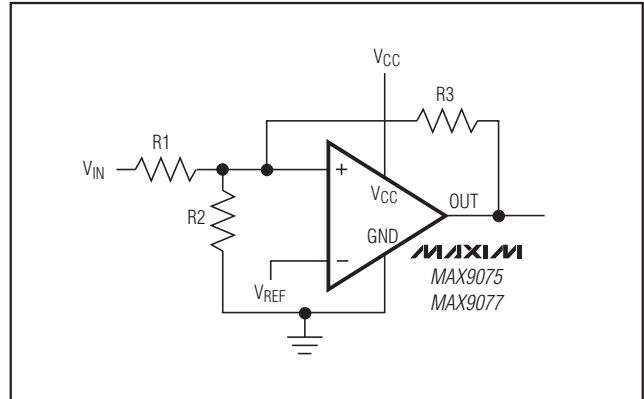 VCC
R3
R1
VIN
+
VCC
OUT
R2
GND
−
MAXIM
MAX9075
MAX9077
VREF